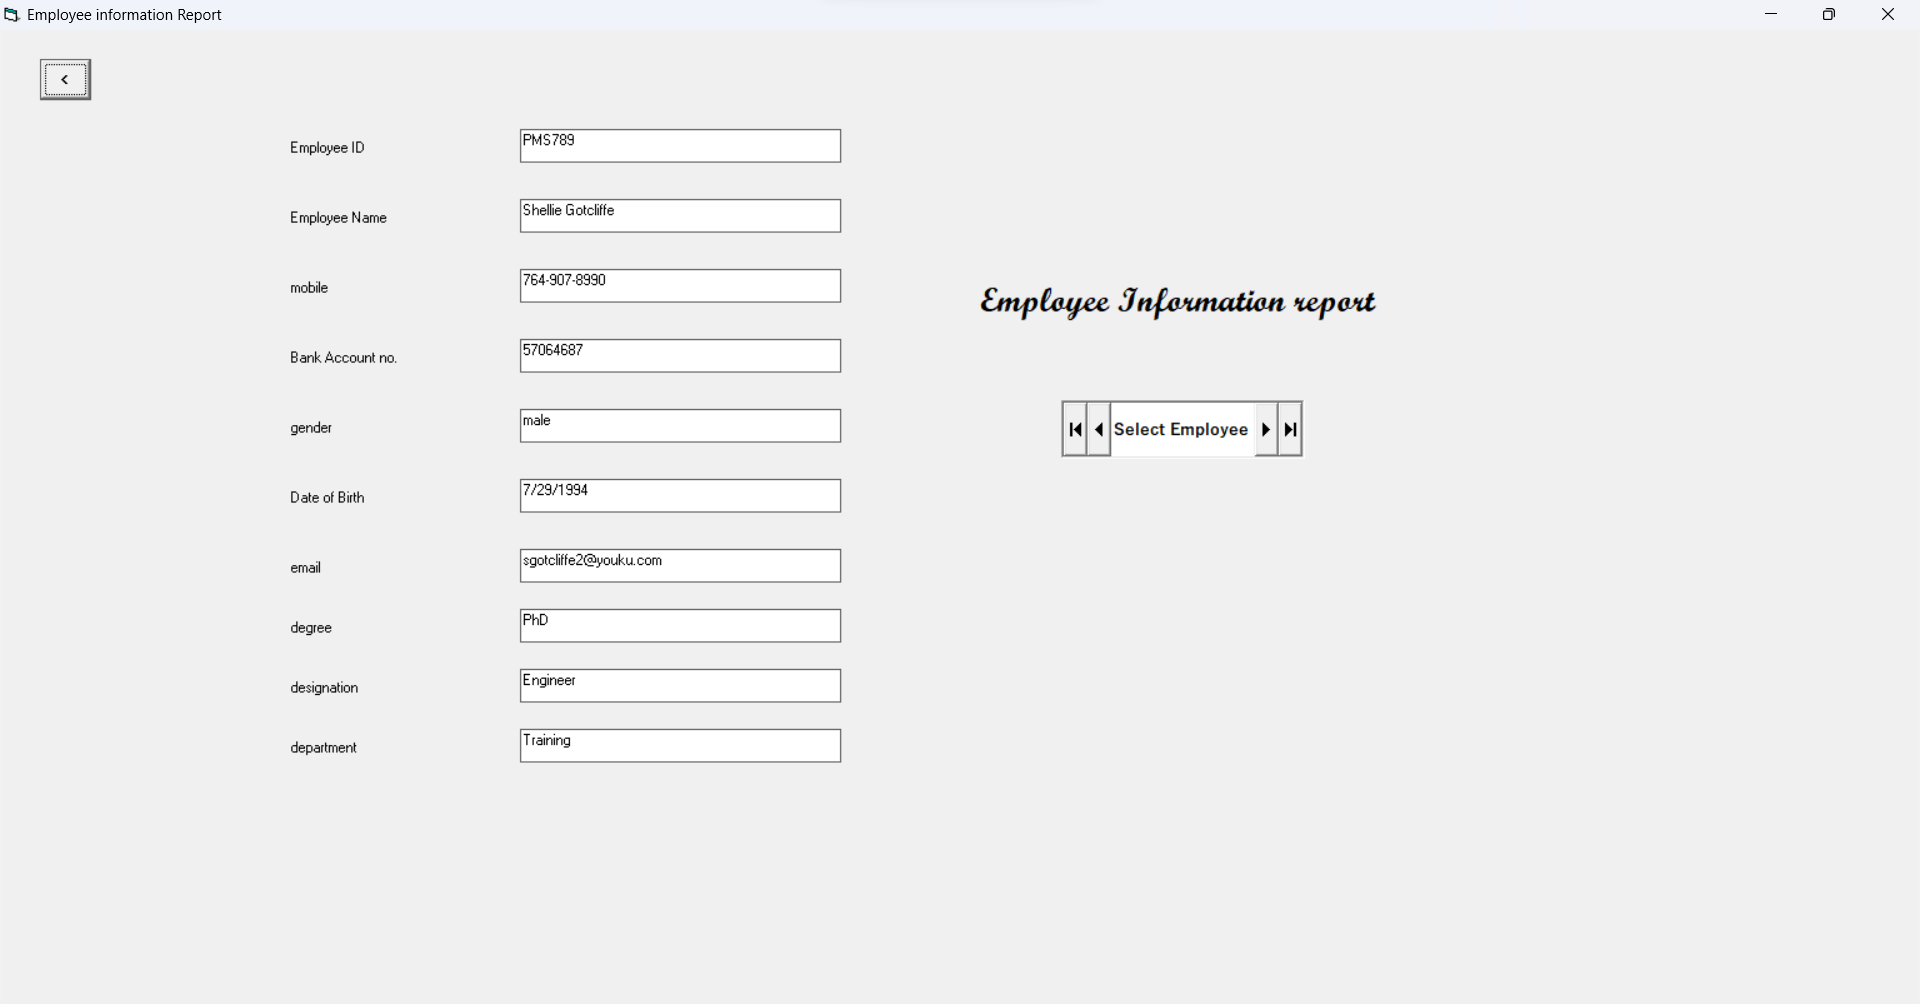 Employee information Report
<
Employee ID PMS789
Employee Name Shellie Gotcliffe
mobile 764-907-8990
Bank Account no. 57064687
gender male
Date of Birth 7/29/1994
email sgotcliffe2@youku.com
degree PhD
designation Engineer
department Training
Employee Information report
Select Employee